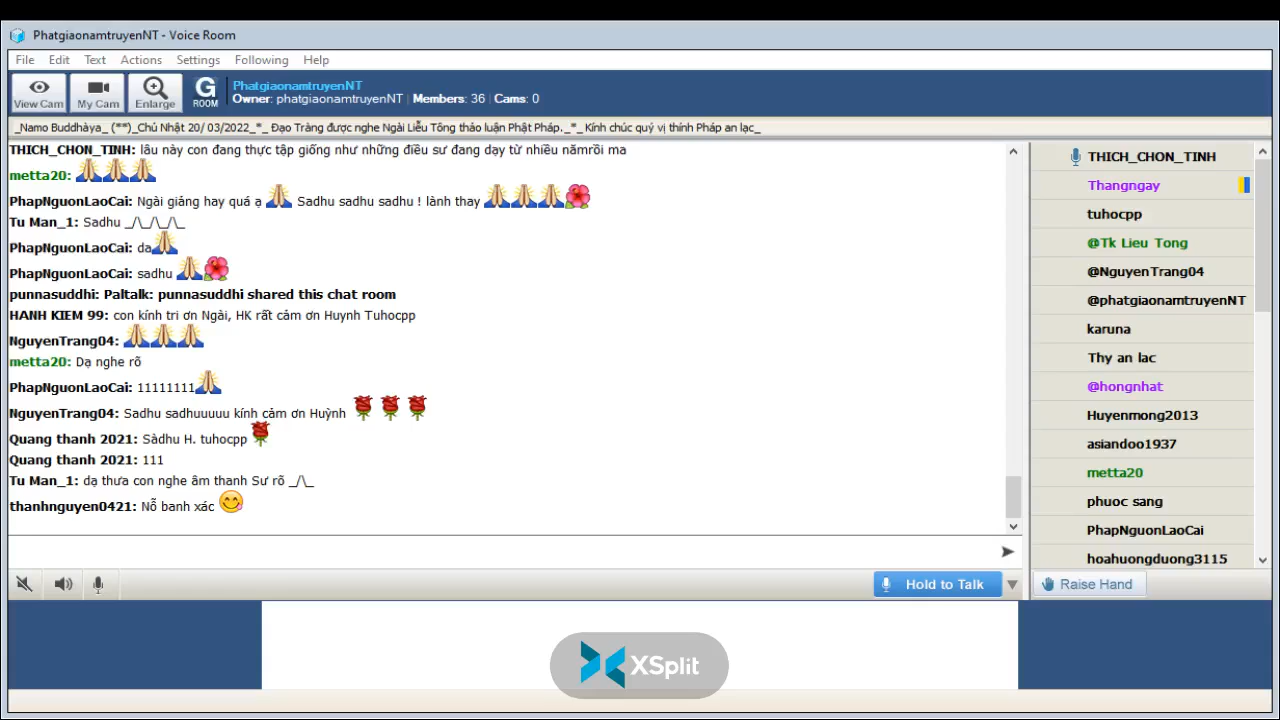 PhatgiaonamtruyenNT - Voice Room
File Edit Text Actions Settings Following Help
View Cam My Cam Enlarge G ROOM
PhatgiaonamtruyenNT
Owner: phatgiaonamtruyenNT | Members: 36 | Cams: 0
_Namo Buddhàya_ (**)_Chủ Nhật 20/ 03/2022_*_ Đạo Tràng được nghe Ngài Liễu Tông thảo luận Phật Pháp._*_ Kính chúc quý vị thính Pháp an lạc_
THICH_CHON_TINH: lâu này con đang thực tập giống như những điều sư đang dạy từ nhiều nămrồi ma
metta20:
PhapNguonLaoCai: Ngài giảng hay quá ạ Sadhu sadhu sadhu ! lành thay
Tu Man_1: Sadhu _/\_/\_/\_
PhapNguonLaoCai: da
PhapNguonLaoCai: sadhu
punnasuddhi: Paltalk: punnasuddhi shared this chat room
HANH KIEM 99: con kính tri ơn Ngài, HK rất cảm ơn Huynh Tuhocpp
NguyenTrang04:
metta20: Dạ nghe rõ
PhapNguonLaoCai: 11111111
NguyenTrang04: Sadhu sadhuuuuu kính cảm ơn Huỳnh
Quang thanh 2021: Sàdhu H. tuhocpp
Quang thanh 2021: 111
Tu Man_1: dạ thưa con nghe âm thanh Sư rõ _/\_
thanhnguyen0421: Nỗ banh xác
Hold to Talk
THICH_CHON_TINH
Thangngay
tuhocpp
@Tk Lieu Tong
@NguyenTrang04
@phatgiaonamtruyenNT
karuna
Thy an lac
@hongnhat
Huyenmong2013
asiandoo1937
metta20
phuoc sang
PhapNguonLaoCai
hoahuongduong3115
Raise Hand
XSplit